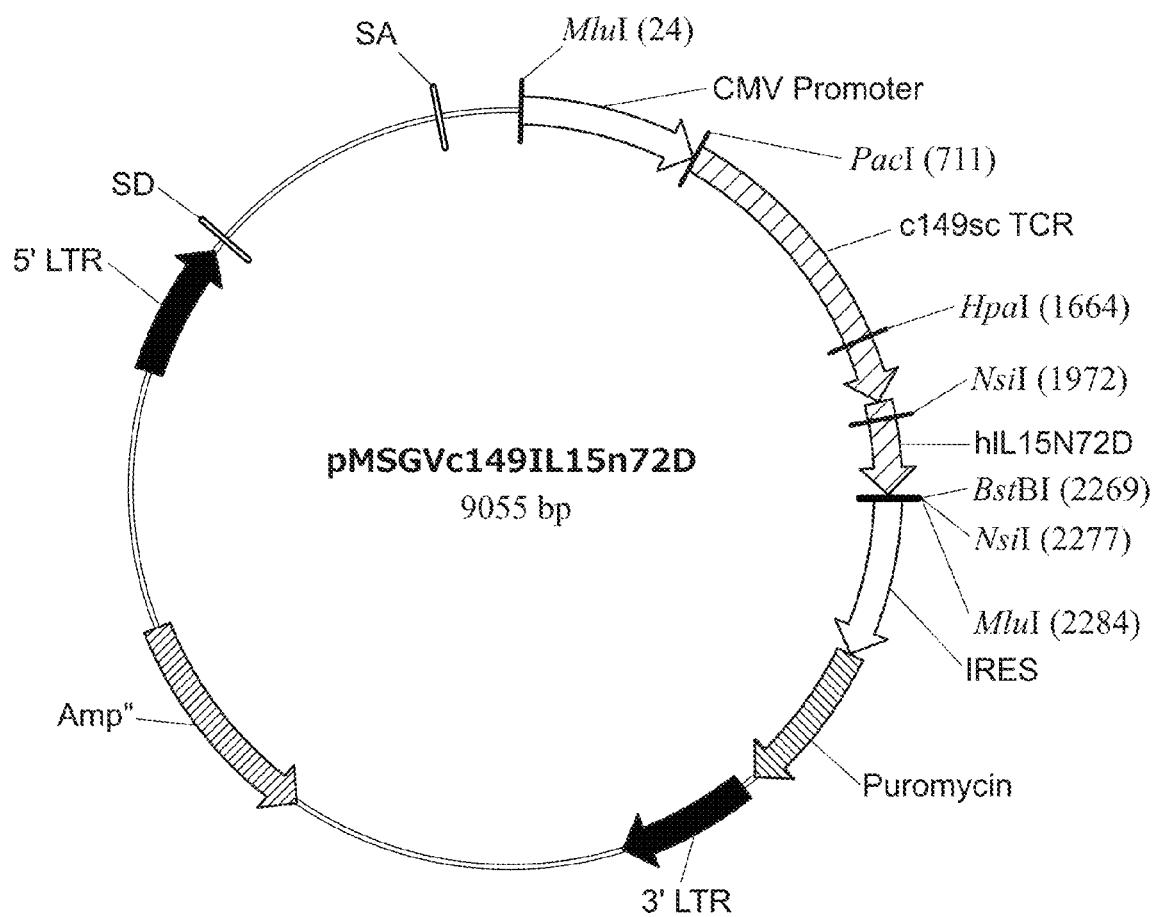 SA
MluI (24)
CMV Promoter
PacI (711)
SD
c149sc TCR
5' LTR
HpaI (1664)
NsiI (1972)
hIL15N72D
pMSGVc149IL15n72D
9055 bp
BstBI (2269)
NsiI (2277)
MluI (2284)
IRES
Amp"
Puromycin
3' LTR